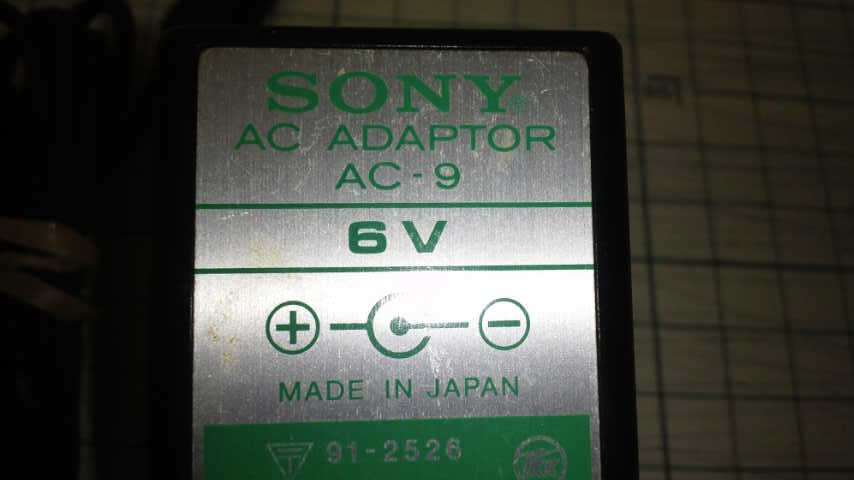 SONY
AC ADAPTOR
AC-9
6V
MADE IN JAPAN
91-2526